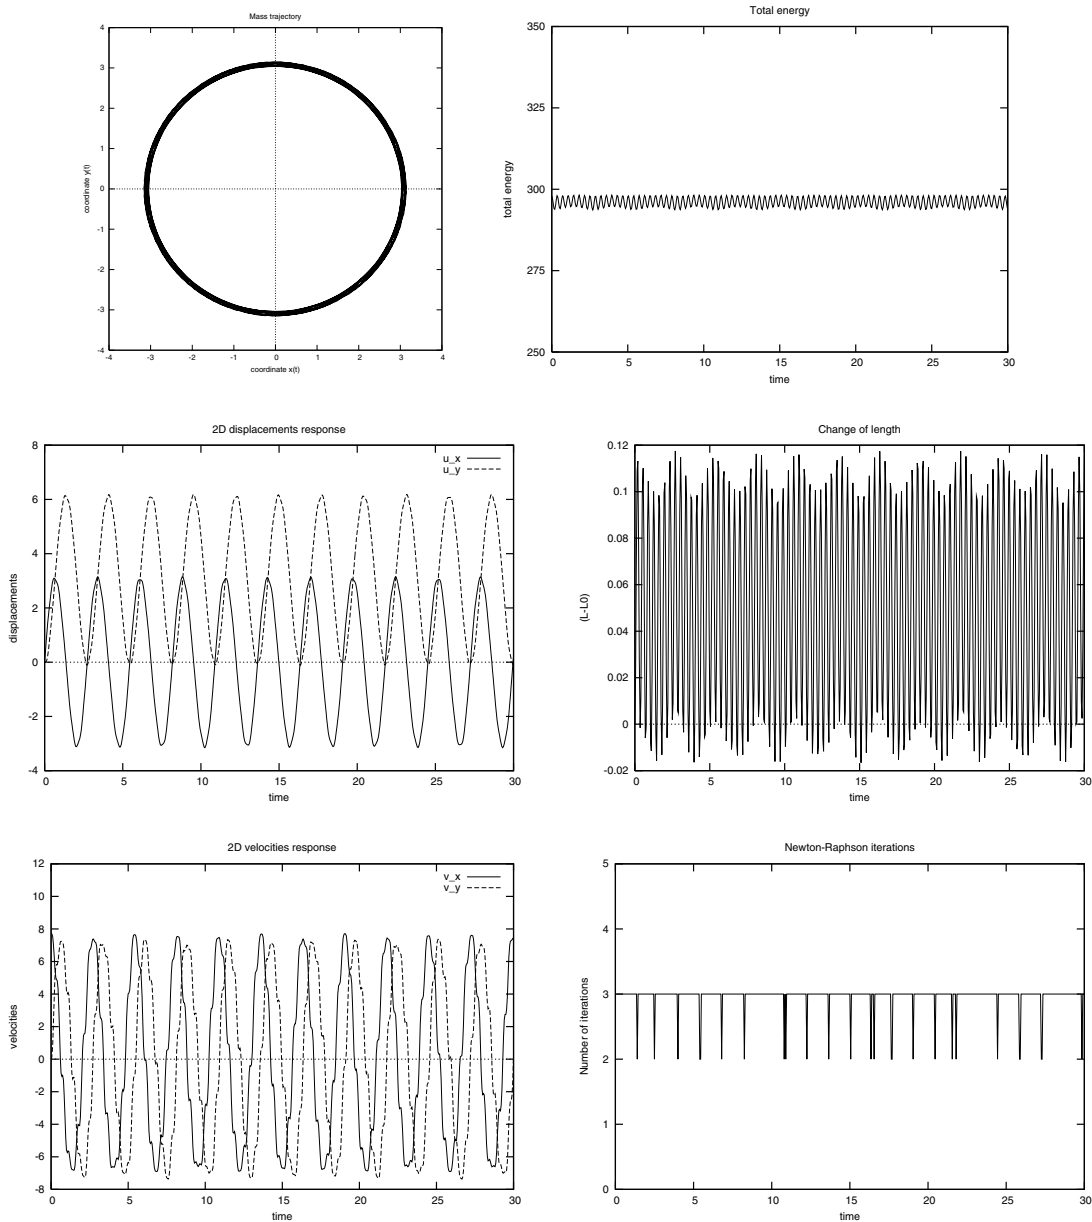 Mass trajectory
4
3
2
1
0
-1
-2
-3
-4
-4 -3 -2 -1 0 1 2 3 4
coordinate y(t)
coordinate x(t)
Total energy
350
325
300
275
250
0 5 10 15 20 25 30
total energy
time
2D displacements response
u_x
u_y
8
6
4
2
0
-2
-4
0 5 10 15 20 25 30
displacements
time
Change of length
0.12
0.1
0.08
0.06
0.04
0.02
0
-0.02
0 5 10 15 20 25 30
(L-L0)
time
2D velocities response
v_x
v_y
12
10
8
6
4
2
0
-2
-4
-6
-8
0 5 10 15 20 25 30
velocities
time
Newton-Raphson iterations
5
4
3
2
1
0
0 5 10 15 20 25 30
Number of iterations
time